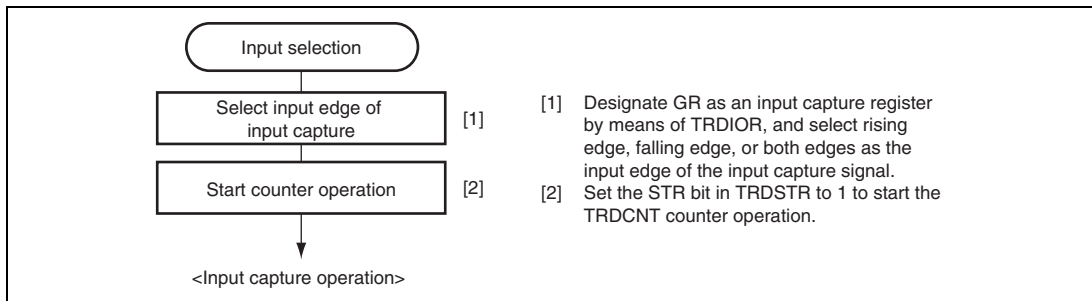 Input selection
Select input edge of
input capture
[1]
Start counter operation
[2]
<Input capture operation>
[1] Designate GR as an input capture register
by means of TRDIOR, and select rising
edge, falling edge, or both edges as the
input edge of the input capture signal.
[2] Set the STR bit in TRDSTR to 1 to start the
TRDCNT counter operation.